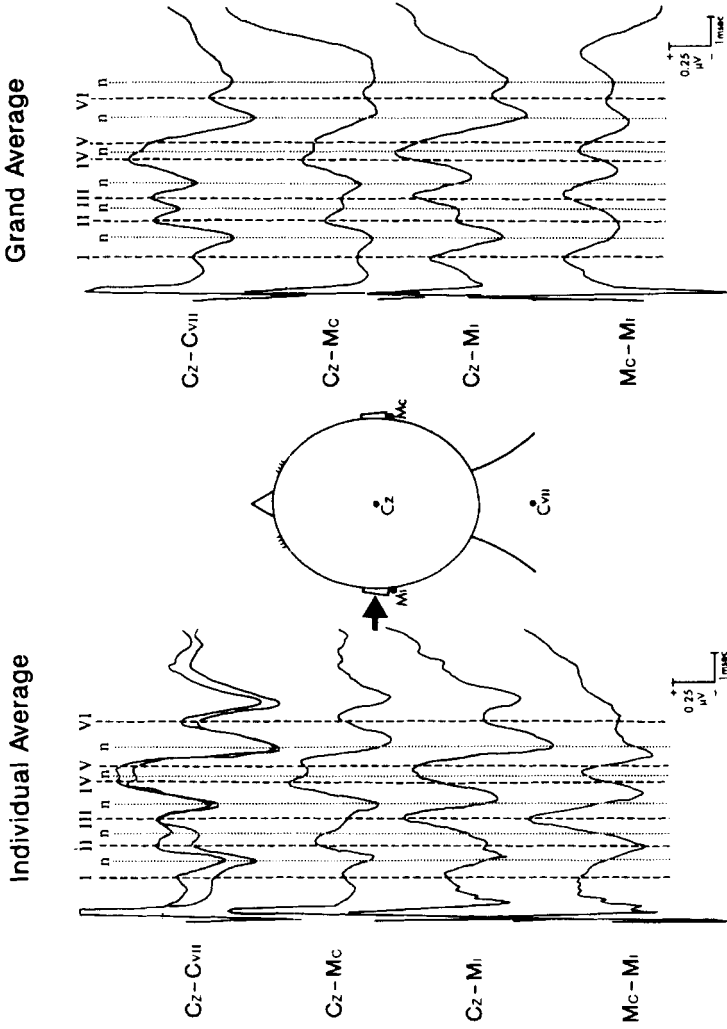 Individual Average
I n II n III n IV n V n VI
Cz–CVII
Cz–Mc
Cz–MI
Mc–MI
+
0.25
µV
–
1 msec
MI
Cz
Mc
CVII
Grand Average
I n II n III n IV n V n VI n
Cz–CVII
Cz–Mc
Cz–MI
Mc–MI
+
0.25
µV
–
1 msec